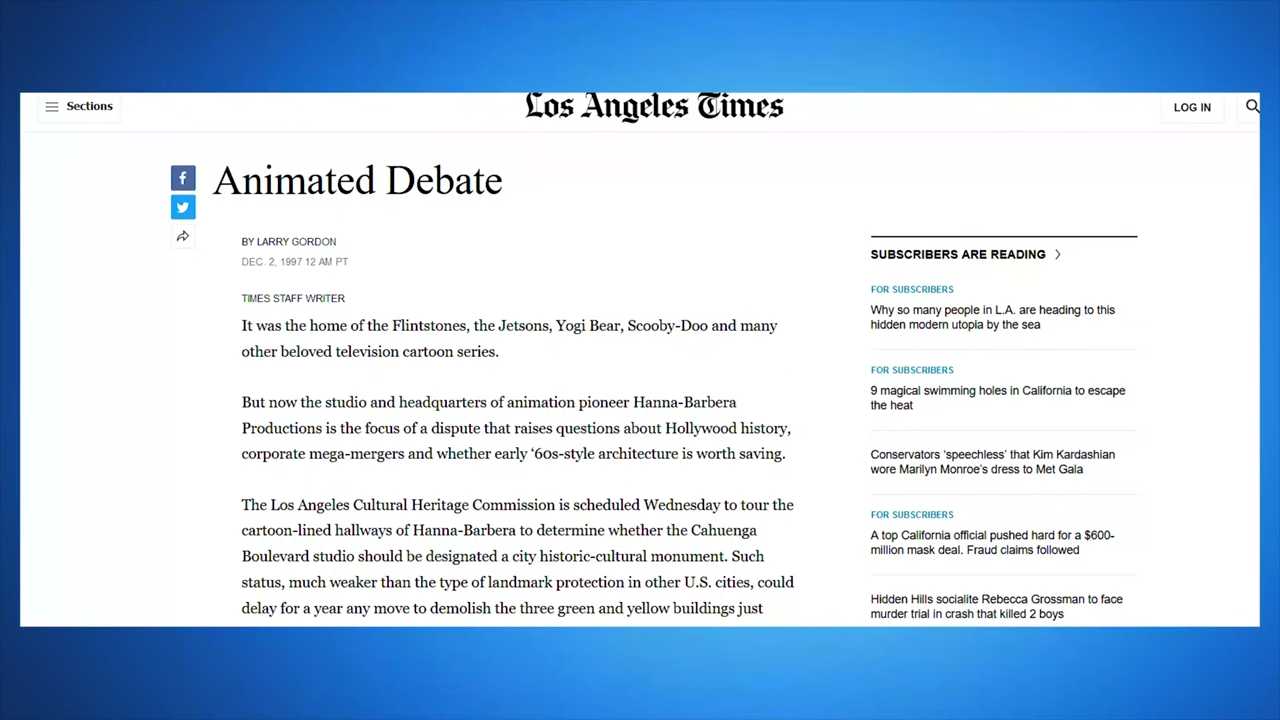 Sections
Los Angeles Times
LOG IN
Animated Debate
BY LARRY GORDON
DEC. 2, 1997 12 AM PT
TIMES STAFF WRITER
It was the home of the Flintstones, the Jetsons, Yogi Bear, Scooby-Doo and many
other beloved television cartoon series.
But now the studio and headquarters of animation pioneer Hanna-Barbera
Productions is the focus of a dispute that raises questions about Hollywood history,
corporate mega-mergers and whether early ‘60s-style architecture is worth saving.
The Los Angeles Cultural Heritage Commission is scheduled Wednesday to tour the
cartoon-lined hallways of Hanna-Barbera to determine whether the Cahuenga
Boulevard studio should be designated a city historic-cultural monument. Such
status, much weaker than the type of landmark protection in other U.S. cities, could
delay for a year any move to demolish the three green and yellow buildings just
SUBSCRIBERS ARE READING
FOR SUBSCRIBERS
Why so many people in L.A. are heading to this
hidden modern utopia by the sea
FOR SUBSCRIBERS
9 magical swimming holes in California to escape
the heat
Conservators ‘speechless’ that Kim Kardashian
wore Marilyn Monroe’s dress to Met Gala
FOR SUBSCRIBERS
A top California official pushed hard for a $600-
million mask deal. Fraud claims followed
Hidden Hills socialite Rebecca Grossman to face
murder trial in crash that killed 2 boys